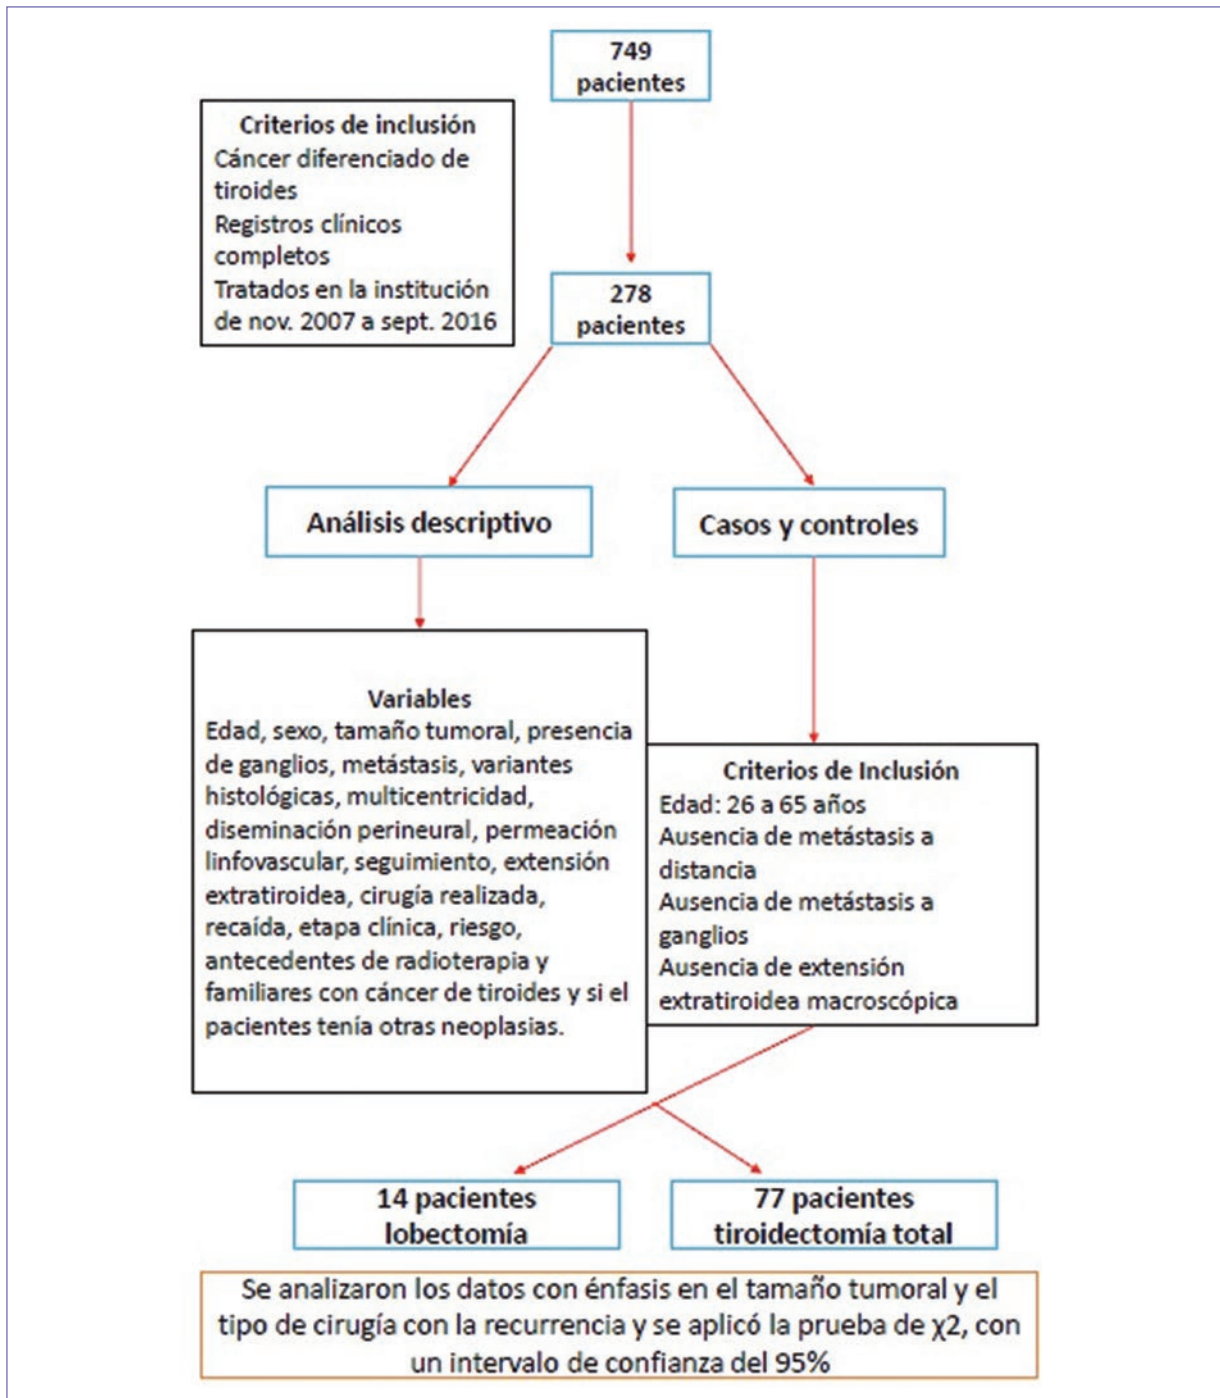 749
pacientes
Criterios de inclusión
Cáncer diferenciado de
tiroides
Registros clínicos
completos
Tratados en la institución
de nov. 2007 a sept. 2016
278
pacientes
Análisis descriptivo
Casos y controles
Variables
Edad, sexo, tamaño tumoral, presencia
de ganglios, metástasis, variantes
histológicas, multicentricidad,
diseminación perineural, permeación
linfovascular, seguimiento, extensión
extratiroidea, cirugía realizada,
recaída, etapa clínica, riesgo,
antecedentes de radioterapia y
familiares con cáncer de tiroides y si el
pacientes tenía otras neoplasias.
Criterios de Inclusión
Edad: 26 a 65 años
Ausencia de metástasis a
distancia
Ausencia de metástasis a
ganglios
Ausencia de extensión
extratiroidea macroscópica
14 pacientes
lobectomía
77 pacientes
tiroidectomía total
Se analizaron los datos con énfasis en el tamaño tumoral y el
tipo de cirugía con la recurrencia y se aplicó la prueba de χ2, con
un intervalo de confianza del 95%